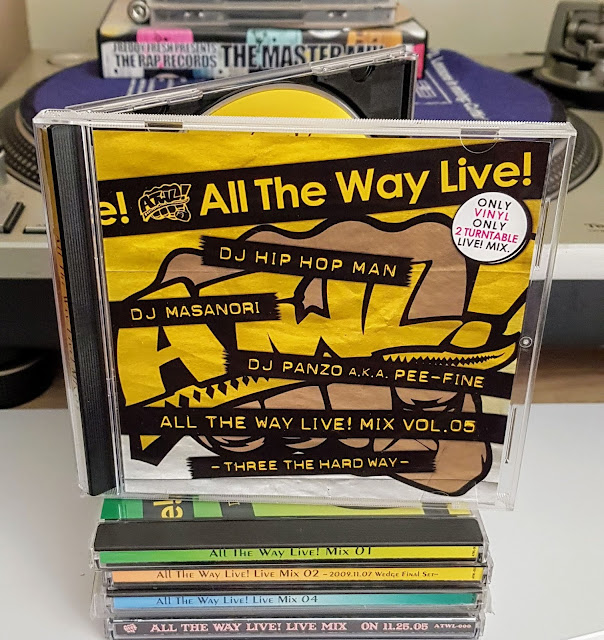 FREDDY FRESH PRESENTS
THE RAP RECORDS
THE MASTER MIX
e! All The Way Live!
ONLY
VINYL
ONLY
2 TURNTABLE
LIVE! MIX.
DJ HIP HOP MAN
DJ MASANORI
AWL!
DJ PANZO A.K.A. PEE-FINE
ALL THE WAY LIVE! MIX VOL.05
-THREE THE HARD WAY-
All The Way Live! Mix 01
All The Way Live! Live Mix 02 ~2009.11.07 Wedge Final Set~
All The Way Live! Live Mix 04
ALL THE WAY LIVE! LIVE MIX ON 11.25.05 ATWL-000